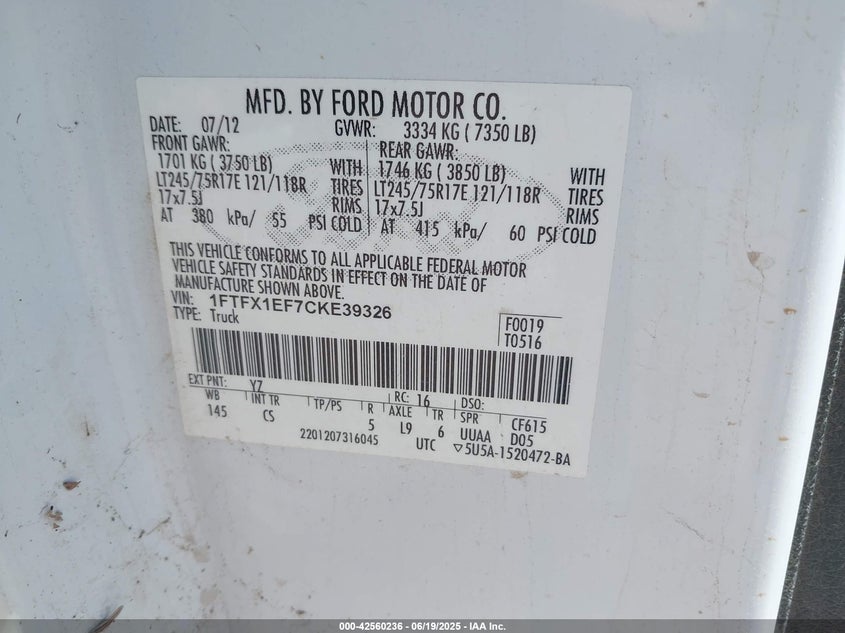 MFD. BY FORD MOTOR CO.
DATE: 07/12 GVWR: 3334 KG ( 7350 LB)
FRONT GAWR: REAR GAWR:
1701 KG ( 3750 LB) WITH 1746 KG ( 3850 LB) WITH
LT245/75R17E 121/118R TIRES LT245/75R17E 121/118R TIRES
17x7.5J RIMS 17x7.5J RIMS
AT 380 kPa/ 55 PSI COLD AT 415 kPa/ 60 PSI COLD
THIS VEHICLE CONFORMS TO ALL APPLICABLE FEDERAL MOTOR
VEHICLE SAFETY STANDARDS IN EFFECT ON THE DATE OF
MANUFACTURE SHOWN ABOVE.
VIN: 1FTFX1EF7CKE39326
TYPE: Truck
F0019
T0516
EXT PNT: YZ RC: 16 DSO:
WB INT TR TP/PS R AXLE TR SPR CF615
145 CS 5 L9 6 UUAA D05
2201207316045 UTC ▽5U5A-1520472-BA
000-42560236 - 06/19/2025 - IAA Inc.